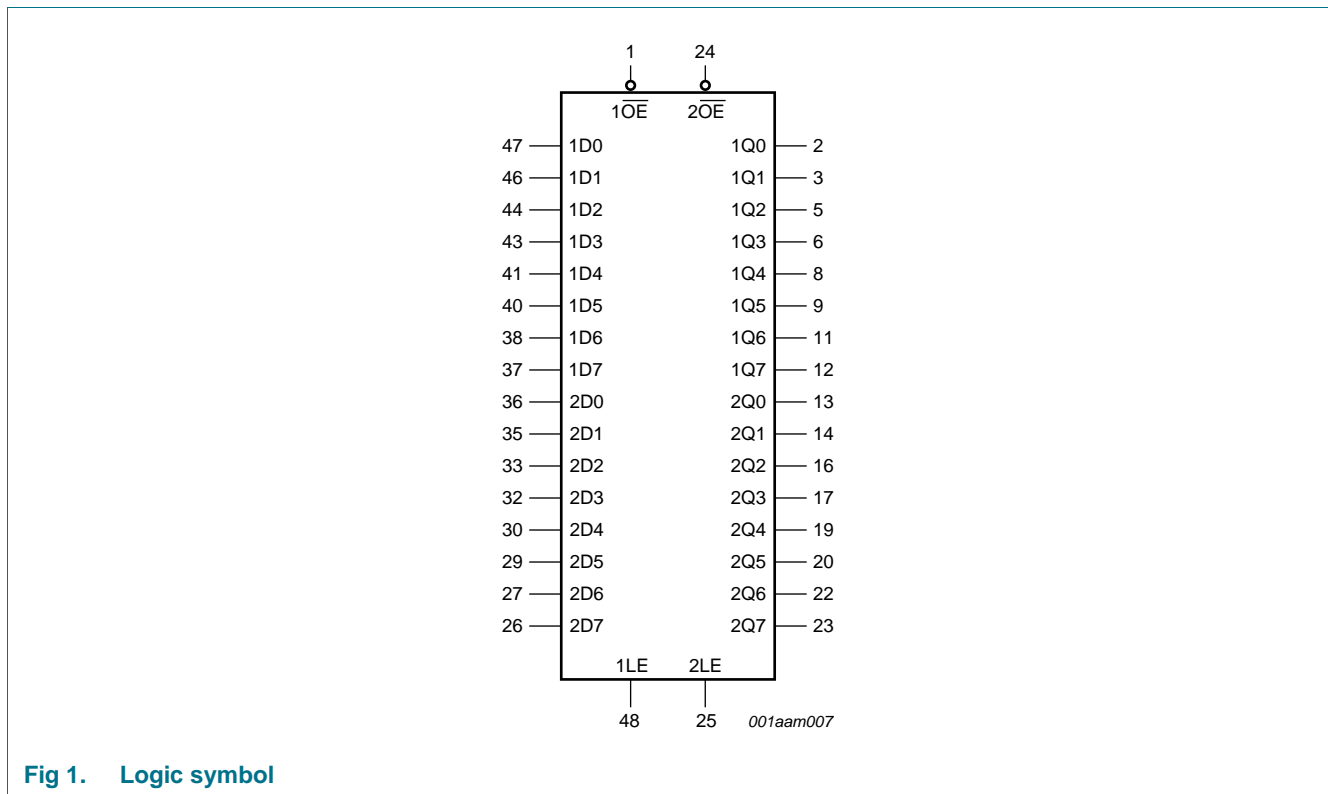 1 24
1OE 2OE
47 1D0 1Q0 2
46 1D1 1Q1 3
44 1D2 1Q2 5
43 1D3 1Q3 6
41 1D4 1Q4 8
40 1D5 1Q5 9
38 1D6 1Q6 11
37 1D7 1Q7 12
36 2D0 2Q0 13
35 2D1 2Q1 14
33 2D2 2Q2 16
32 2D3 2Q3 17
30 2D4 2Q4 19
29 2D5 2Q5 20
27 2D6 2Q6 22
26 2D7 2Q7 23
1LE 2LE
48 25 001aam007
Fig 1. Logic symbol